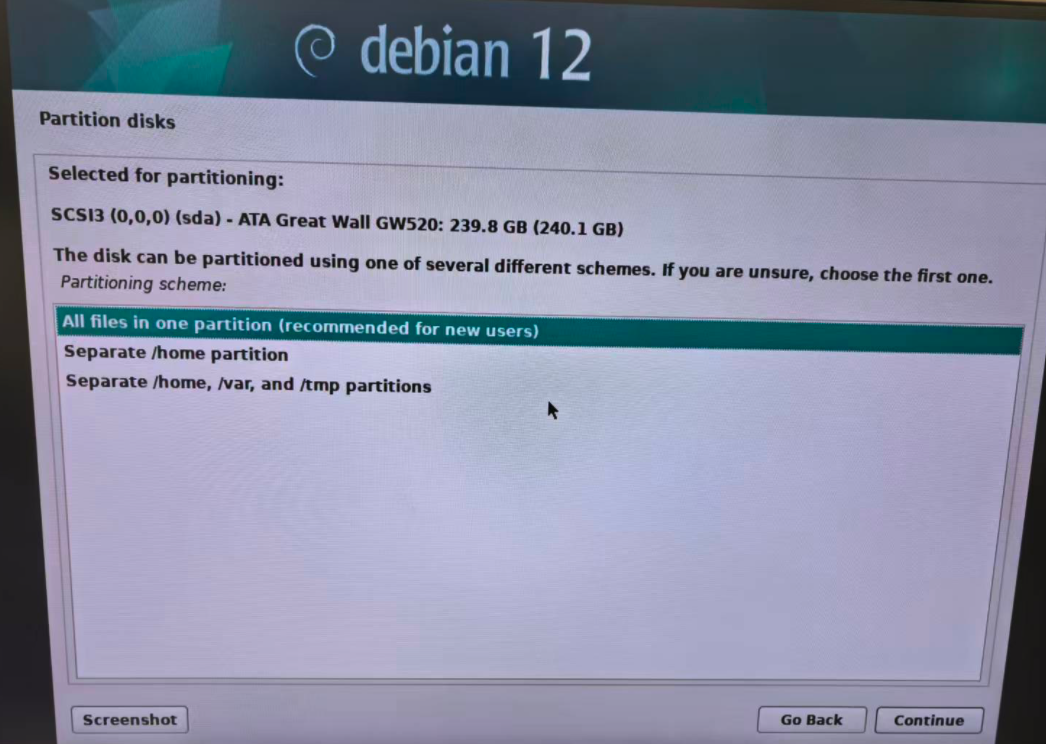 debian 12
Partition disks
Selected for partitioning:
SCSI3 (0,0,0) (sda) - ATA Great Wall GW520: 239.8 GB (240.1 GB)
The disk can be partitioned using one of several different schemes. If you are unsure, choose the first one.
Partitioning scheme:
All files in one partition (recommended for new users)
Separate /home partition
Separate /home, /var, and /tmp partitions
Screenshot
Go Back
Continue